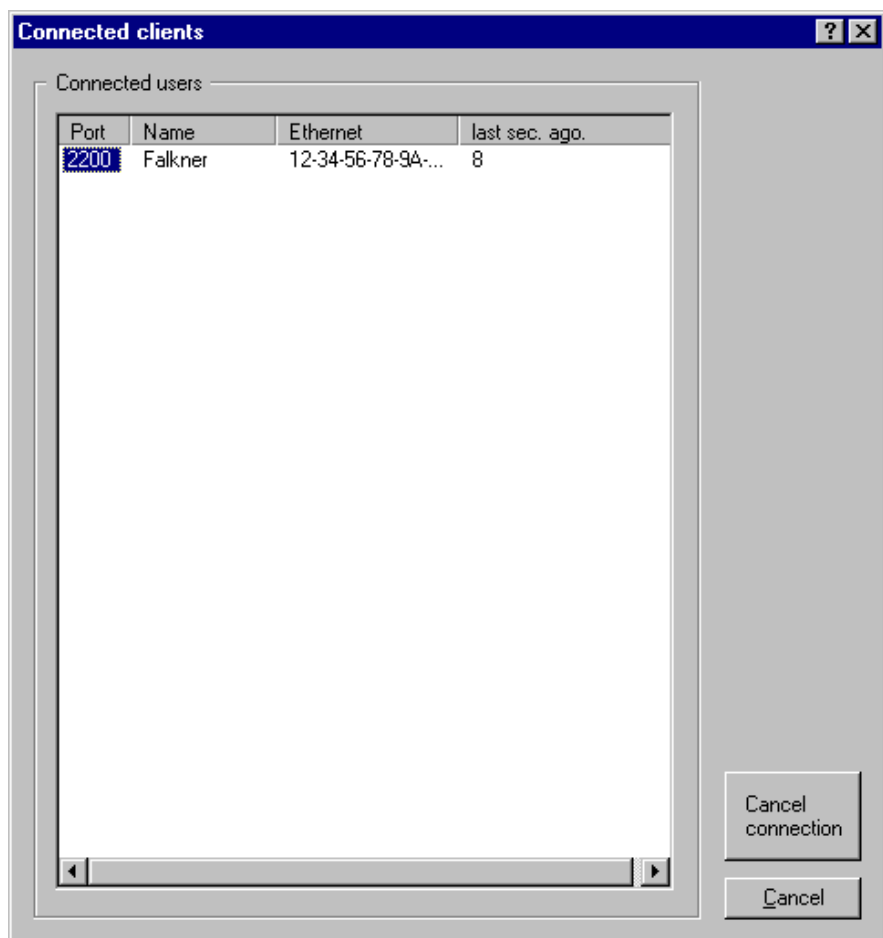 Connected clients
Connected users
Port Name Ethernet last sec. ago.
2200 Falkner 12-34-56-78-9A-... 8
Cancel
connection
Cancel